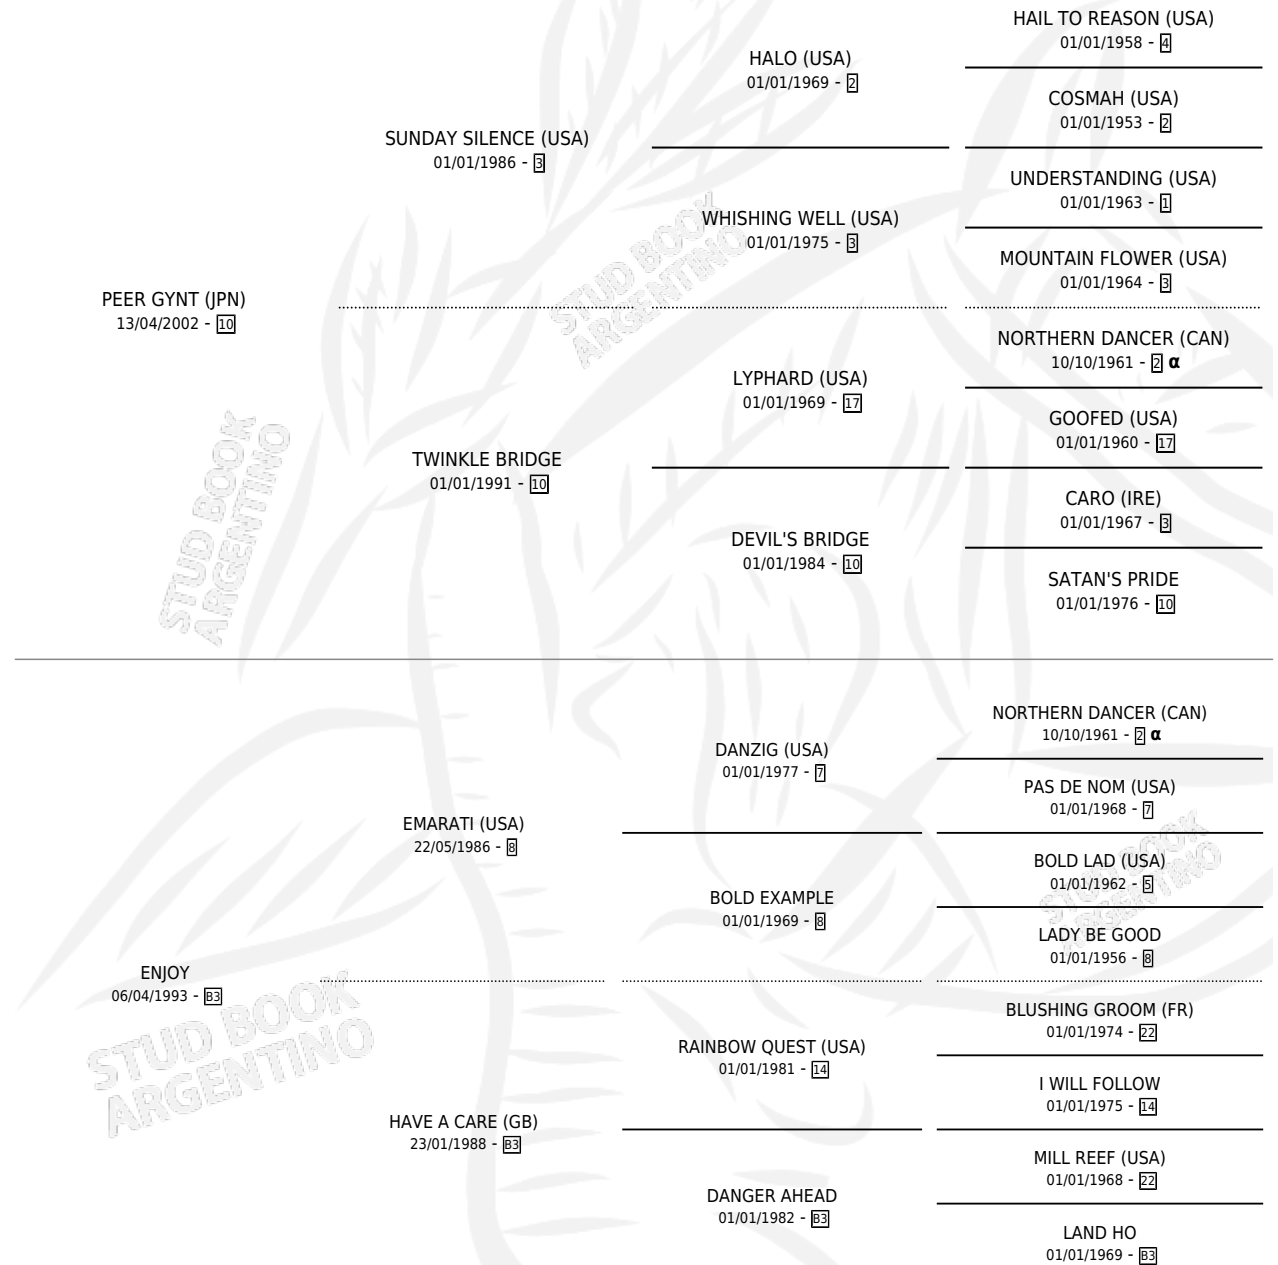 HAIL TO REASON (USA)
01/01/1958 - 4
HALO (USA)
01/01/1969 - 2
COSMAH (USA)
01/01/1953 - 2
SUNDAY SILENCE (USA)
01/01/1986 - 3
UNDERSTANDING (USA)
01/01/1963 - 1
WHISHING WELL (USA)
01/01/1975 - 3
MOUNTAIN FLOWER (USA)
01/01/1964 - 3
PEER GYNT (JPN)
13/04/2002 - 10
NORTHERN DANCER (CAN)
10/10/1961 - 2 α
LYPHARD (USA)
01/01/1969 - 17
GOOFED (USA)
01/01/1960 - 17
TWINKLE BRIDGE
01/01/1991 - 10
CARO (IRE)
01/01/1967 - 3
DEVIL'S BRIDGE
01/01/1984 - 10
SATAN'S PRIDE
01/01/1976 - 10
NORTHERN DANCER (CAN)
10/10/1961 - 2 α
DANZIG (USA)
01/01/1977 - 7
PAS DE NOM (USA)
01/01/1968 - 7
EMARATI (USA)
22/05/1986 - 8
BOLD LAD (USA)
01/01/1962 - 5
BOLD EXAMPLE
01/01/1969 - 8
LADY BE GOOD
01/01/1956 - 8
ENJOY
06/04/1993 - B3
BLUSHING GROOM (FR)
01/01/1974 - 22
RAINBOW QUEST (USA)
01/01/1981 - 14
I WILL FOLLOW
01/01/1975 - 14
HAVE A CARE (GB)
23/01/1988 - B3
MILL REEF (USA)
01/01/1968 - 22
DANGER AHEAD
01/01/1982 - B3
LAND HO
01/01/1969 - B3
STUD BOOK
ARGENTINO
STUD BOOK
ARGENTINO
STUD BOOK
ARGENTINO
STUD BOOK
ARGENTINO